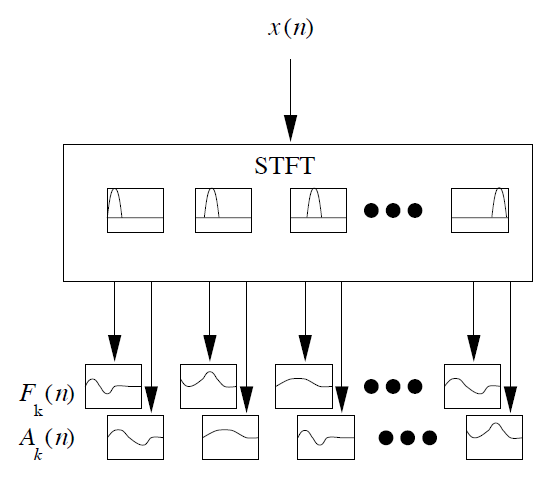 x(n)
STFT
F_k(n)
A_k(n)